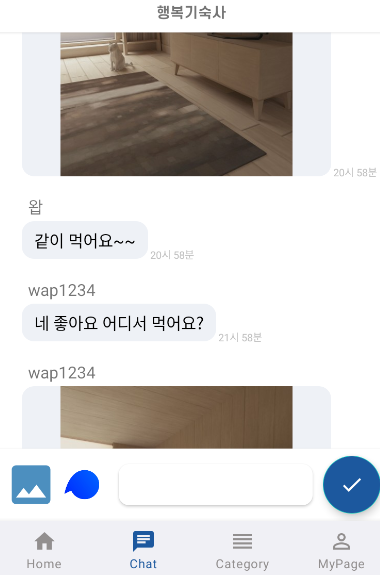 행복기숙사
20시 58분
왑
같이 먹어요~~
20시 58분
wap1234
네 좋아요 어디서 먹어요?
21시 58분
wap1234
Home
Chat
Category
MyPage